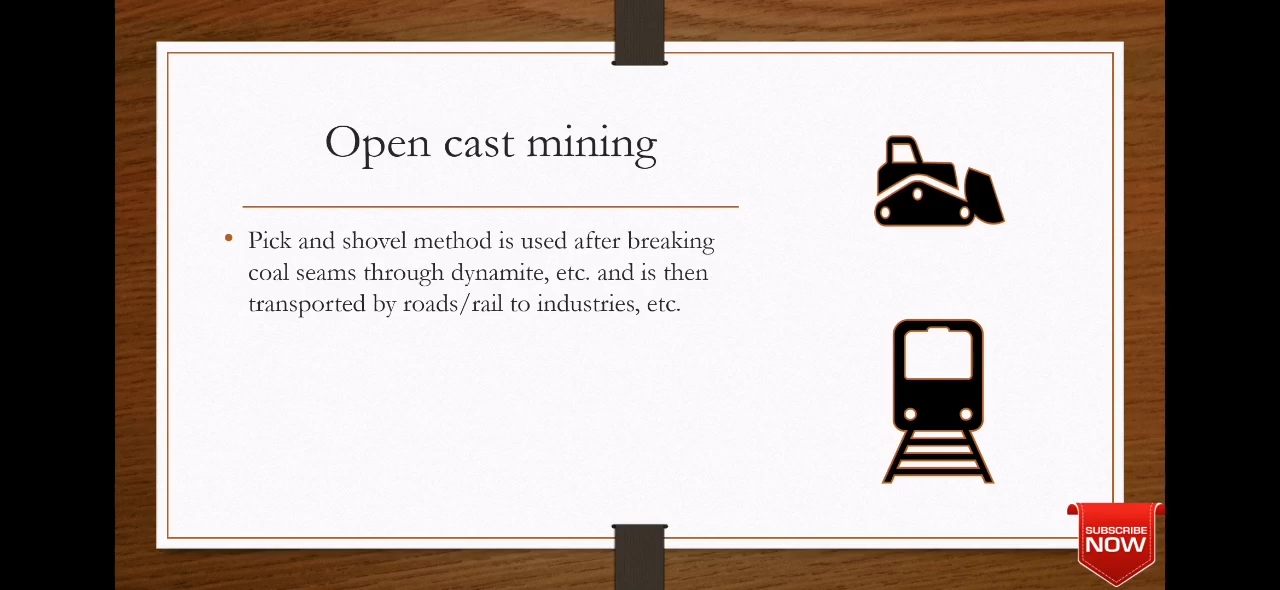 Open cast mining
Pick and shovel method is used after breaking
coal seams through dynamite, etc. and is then
transported by roads/rail to industries, etc.
SUBSCRIBE
NOW